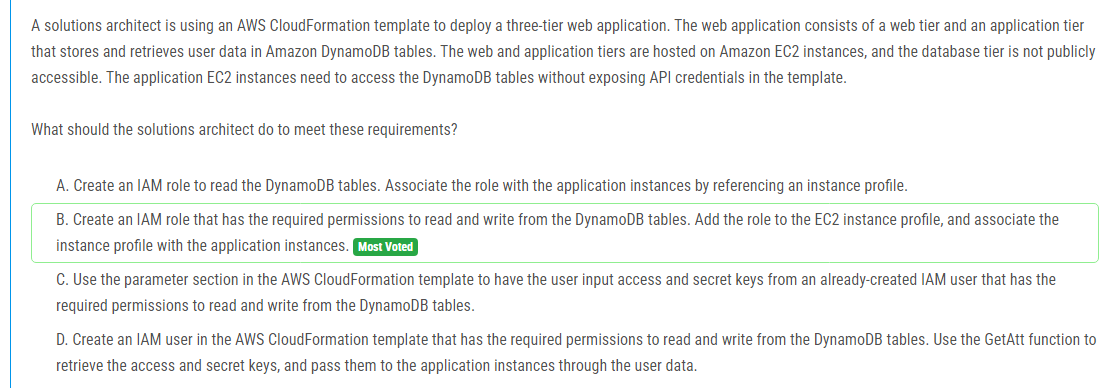 A solutions architect is using an AWS CloudFormation template to deploy a three-tier web application. The web application consists of a web tier and an application tier
that stores and retrieves user data in Amazon DynamoDB tables. The web and application tiers are hosted on Amazon EC2 instances, and the database tier is not publicly
accessible. The application EC2 instances need to access the DynamoDB tables without exposing API credentials in the template.
What should the solutions architect do to meet these requirements?
A. Create an IAM role to read the DynamoDB tables. Associate the role with the application instances by referencing an instance profile.
B. Create an IAM role that has the required permissions to read and write from the DynamoDB tables. Add the role to the EC2 instance profile, and associate the
instance profile with the application instances. Most Voted
C. Use the parameter section in the AWS CloudFormation template to have the user input access and secret keys from an already-created IAM user that has the
required permissions to read and write from the DynamoDB tables.
D. Create an IAM user in the AWS CloudFormation template that has the required permissions to read and write from the DynamoDB tables. Use the GetAtt function to
retrieve the access and secret keys, and pass them to the application instances through the user data.